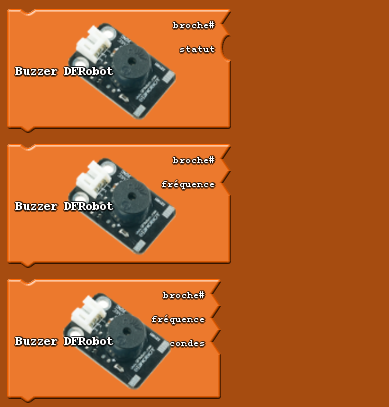 broche#
statut
Buzzer DFRobot
broche#
fréquence
Buzzer DFRobot
broche#
fréquence
Buzzer DFRobot
condes